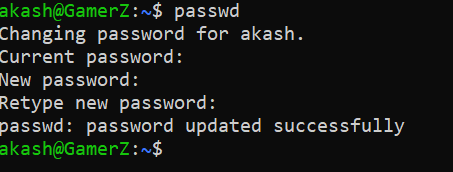 akash@GamerZ:~$ passwd
Changing password for akash.
Current password:
New password:
Retype new password:
passwd: password updated successfully
akash@GamerZ:~$